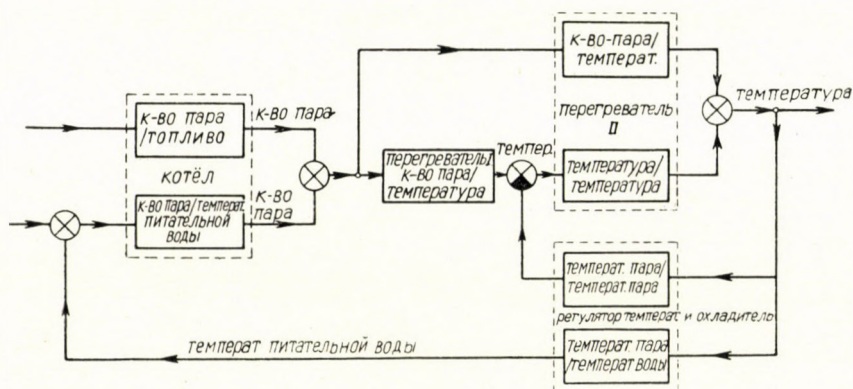 к-во-пара/
температ.
температура
к-во пара
/топливо
к-во пара
перегреватель
II
котёл
темпер.
перегреватель I
к-во пара/
температура
температура/
температура
к-во пара/температ.
питательной
воды
к-во
пара
температ. пара/
температ. пара
регулятор температ и охладитель
температ питательной воды
температ пара
/температ воды